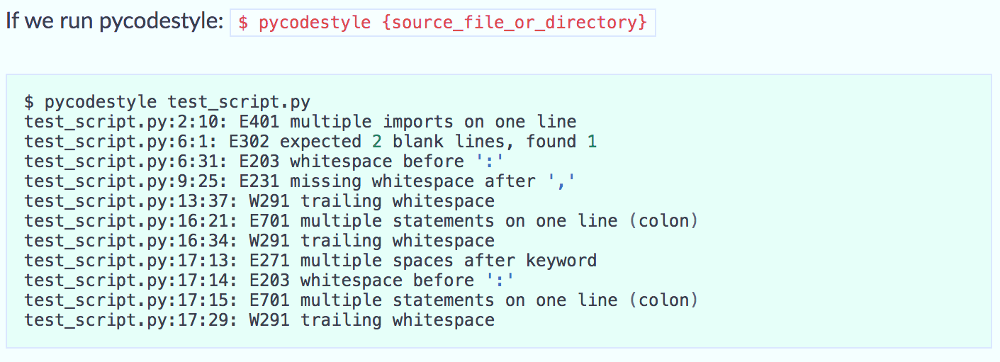 If we run pycodestyle: $ pycodestyle {source_file_or_directory}
$ pycodestyle test_script.py
test_script.py:2:10: E401 multiple imports on one line
test_script.py:6:1: E302 expected 2 blank lines, found 1
test_script.py:6:31: E203 whitespace before ':'
test_script.py:9:25: E231 missing whitespace after ','
test_script.py:13:37: W291 trailing whitespace
test_script.py:16:21: E701 multiple statements on one line (colon)
test_script.py:16:34: W291 trailing whitespace
test_script.py:17:13: E271 multiple spaces after keyword
test_script.py:17:14: E203 whitespace before ':'
test_script.py:17:15: E701 multiple statements on one line (colon)
test_script.py:17:29: W291 trailing whitespace